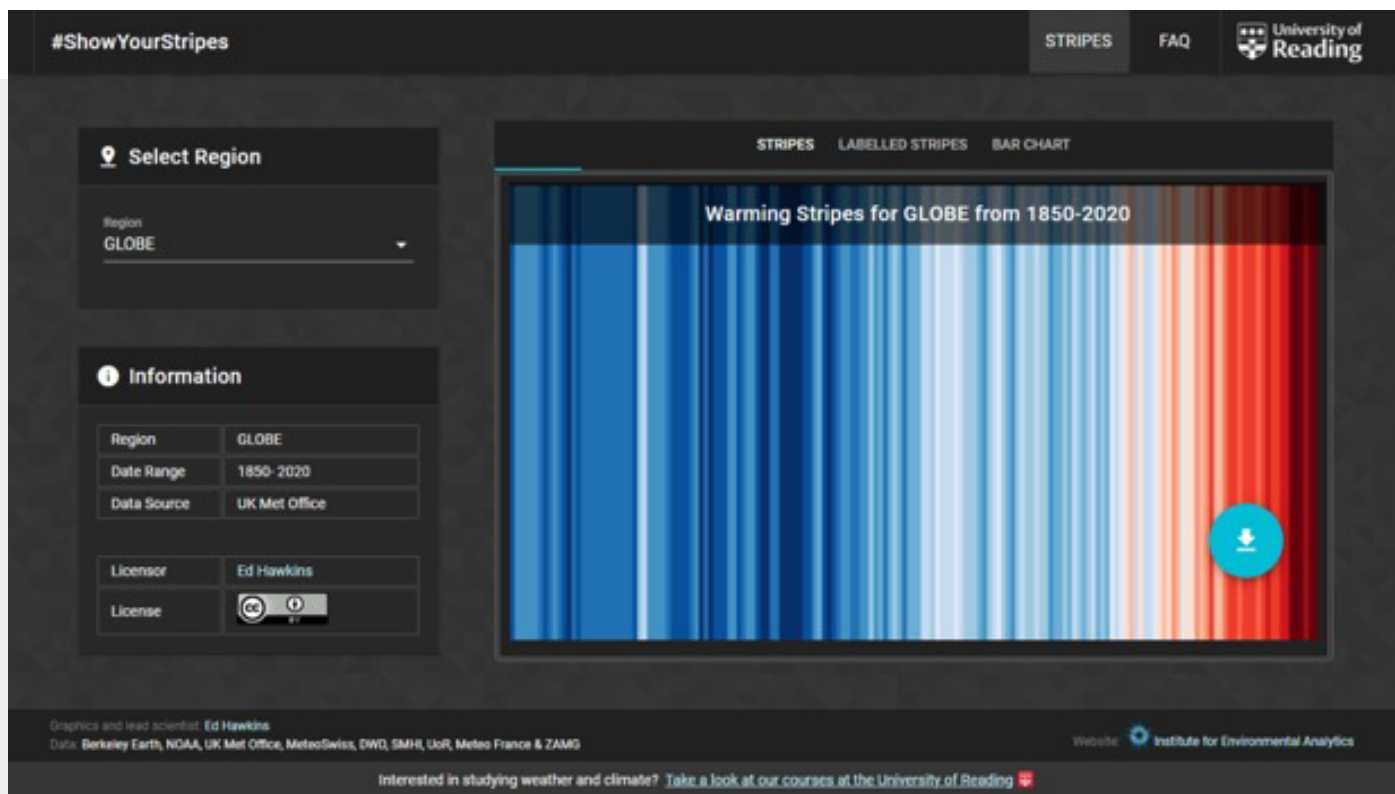 #ShowYourStripes
STRIPES
FAQ
University of
Reading
Select Region
Region
GLOBE
Information
Region GLOBE
Date Range 1850-2020
Data Source UK Met Office
Licensor Ed Hawkins
License
cc
BY
STRIPES LABELLED STRIPES BAR CHART
Warming Stripes for GLOBE from 1850-2020
Graphics and lead scientist: Ed Hawkins
Data: Berkeley Earth, NOAA, UK Met Office, MeteoSwiss, DWD, SMHI, UoR, Meteo France & ZAMG
Website: Institute for Environmental Analytics
Interested in studying weather and climate? Take a look at our courses at the University of Reading